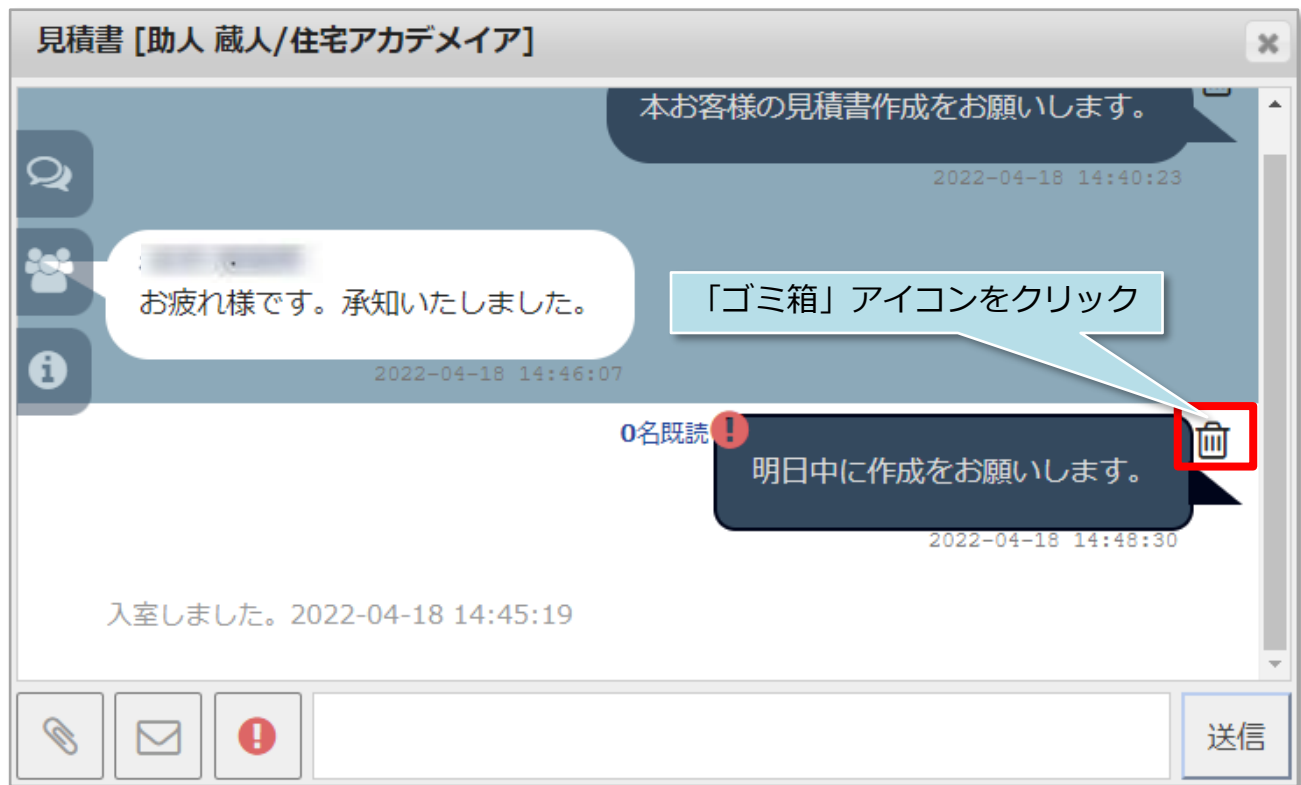 見積書 [助人 蔵人/住宅アカデメイア]
本お客様の見積書作成をお願いします。
2022-04-18 14:40:23
お疲れ様です。承知いたしました。
2022-04-18 14:46:07
「ゴミ箱」アイコンをクリック
0名既読
明日中に作成をお願いします。
2022-04-18 14:48:30
入室しました。2022-04-18 14:45:19
送信